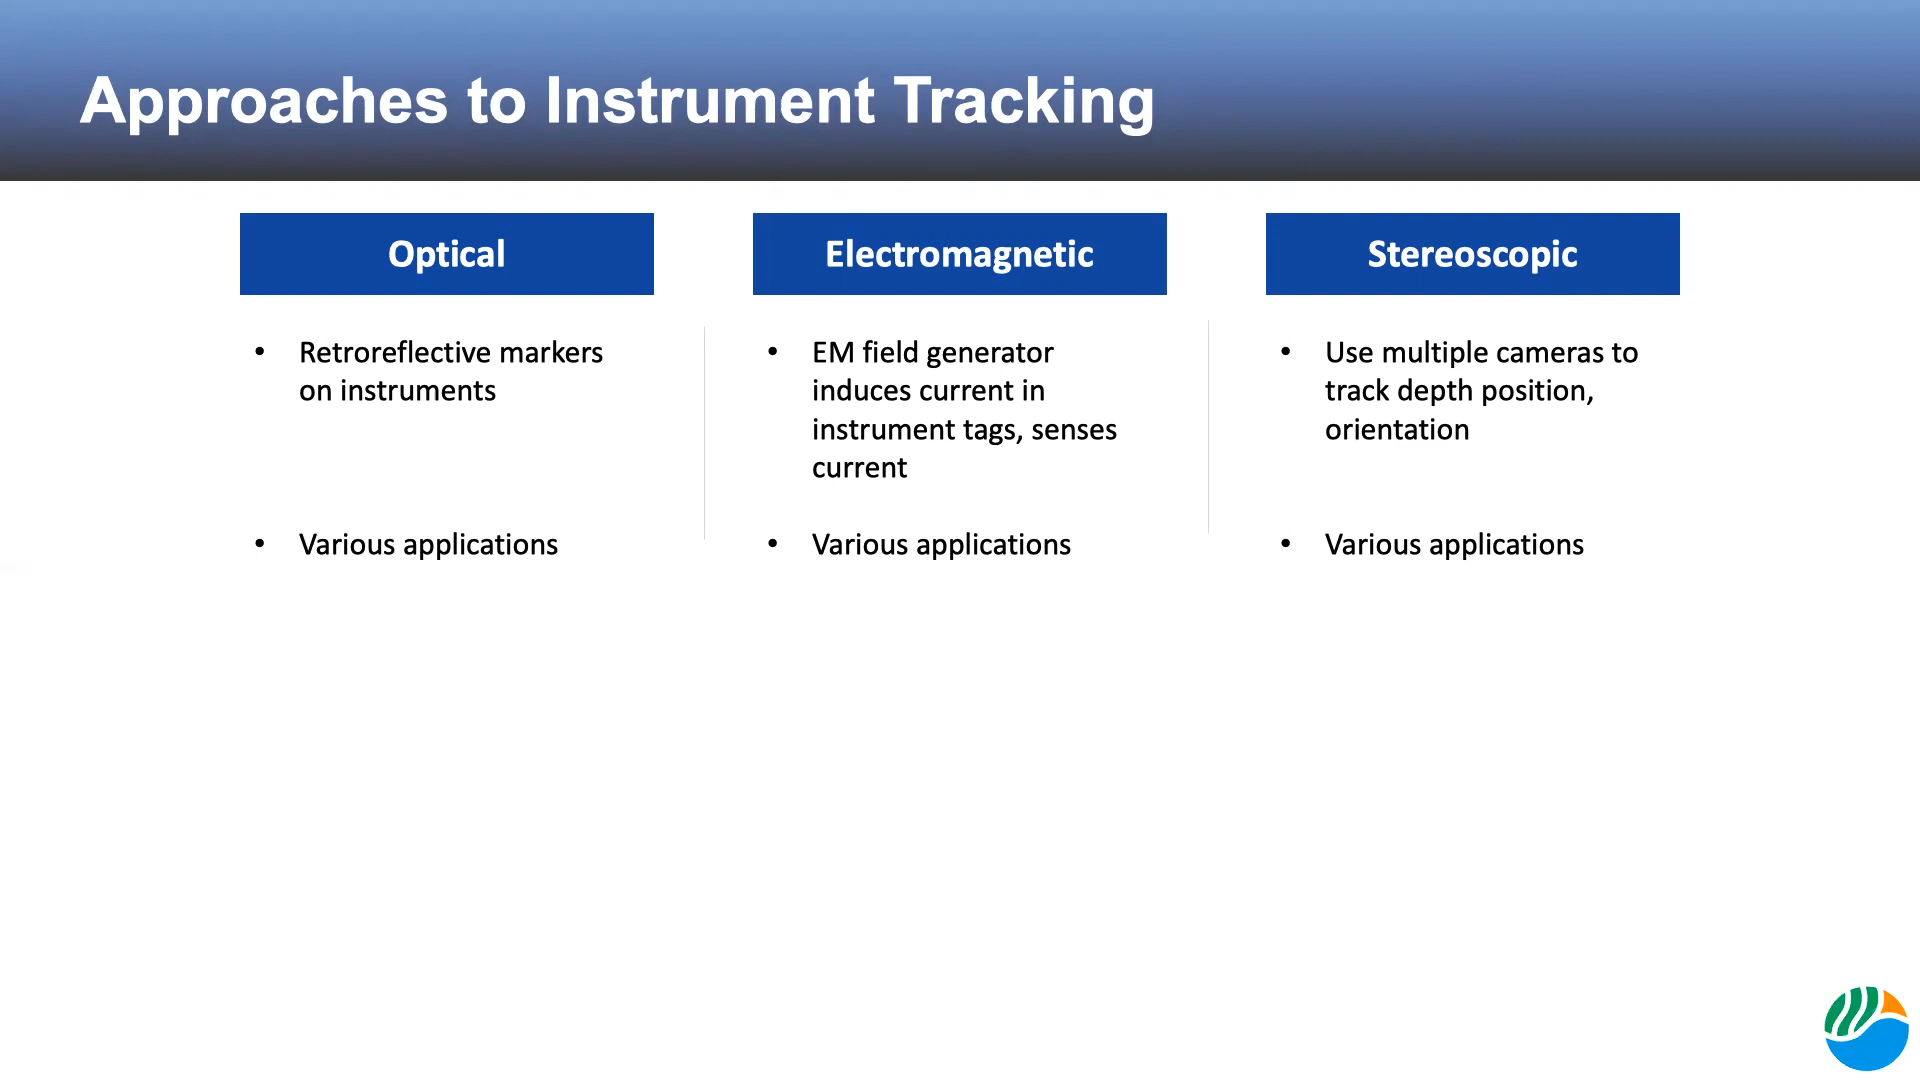 Approaches to Instrument Tracking
Optical
• Retroreflective markers
on instruments
• Various applications
Electromagnetic
• EM field generator
induces current in
instrument tags, senses
current
• Various applications
Stereoscopic
• Use multiple cameras to
track depth position,
orientation
• Various applications